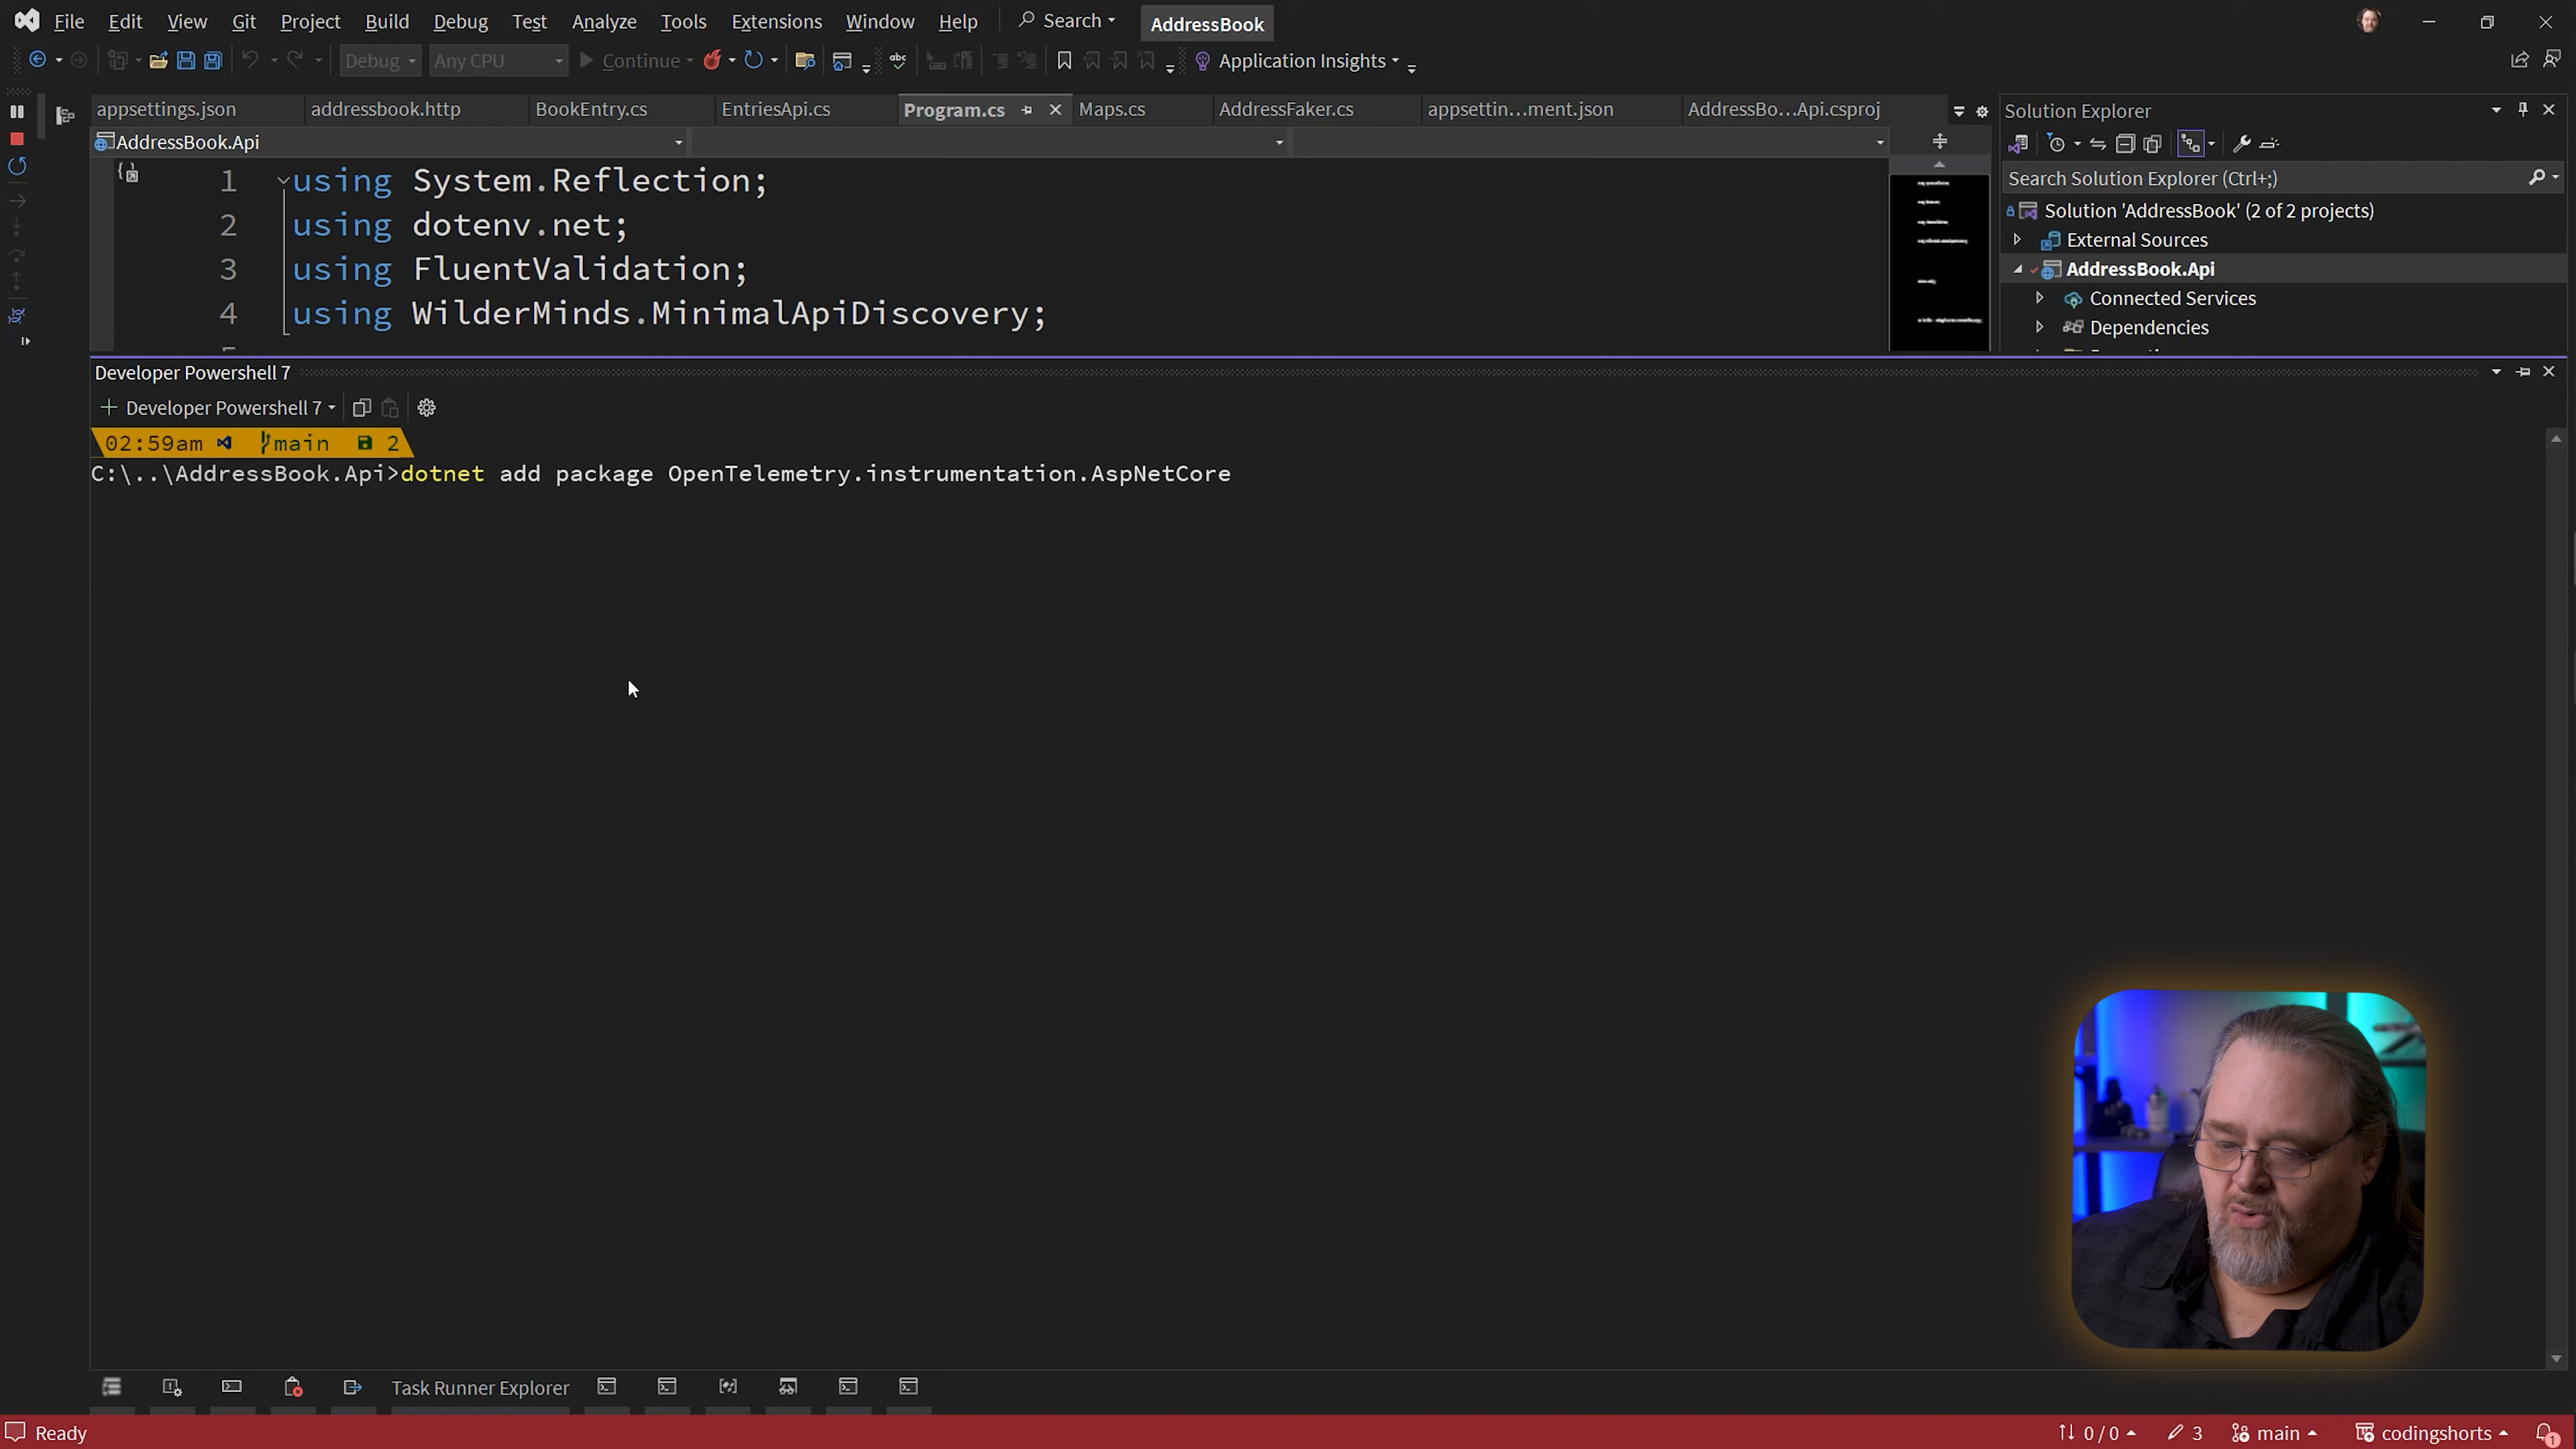 File Edit View Git Project Build Debug Test Analyze Tools Extensions Window Help Search AddressBook
Debug Any CPU Continue abc Application Insights
appsettings.json addressbook.http BookEntry.cs EntriesApi.cs Program.cs Maps.cs AddressFaker.cs appsettin...ment.json AddressBo...Api.csproj
AddressBook.Api
1 using System.Reflection;
2 using dotenv.net;
3 using FluentValidation;
4 using WilderMinds.MinimalApiDiscovery;
Solution Explorer
Search Solution Explorer (Ctrl+;)
Solution 'AddressBook' (2 of 2 projects)
External Sources
AddressBook.Api
Connected Services
Dependencies
Developer Powershell 7
Developer Powershell 7
02:59am main 2
C:\..\AddressBook.Api>dotnet add package OpenTelemetry.instrumentation.AspNetCore
Task Runner Explorer
Ready 0 / 0 3 main codingshorts 1